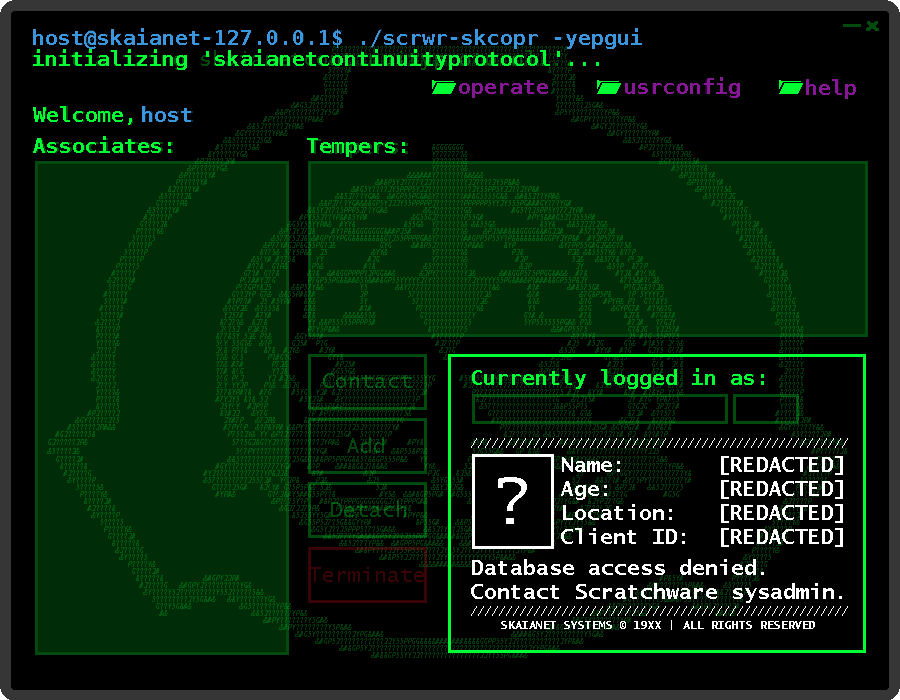 host@skaianet-127.0.0.1$ ./scrwr-skcopr -yepgui
initializing 'skaianetcontinuityprotocol'...
operate usrconfig help
Welcome, host
Associates: Tempers:
Contact
Add
Detach
Terminate
Currently logged in as:
////////////////////////////////////////////////////////////
? Name: [REDACTED]
Age: [REDACTED]
Location: [REDACTED]
Client ID: [REDACTED]
Database access denied.
Contact Scratchware sysadmin.
////////////////////////////////////////////////////////////
SKAIANET SYSTEMS © 19XX | ALL RIGHTS RESERVED